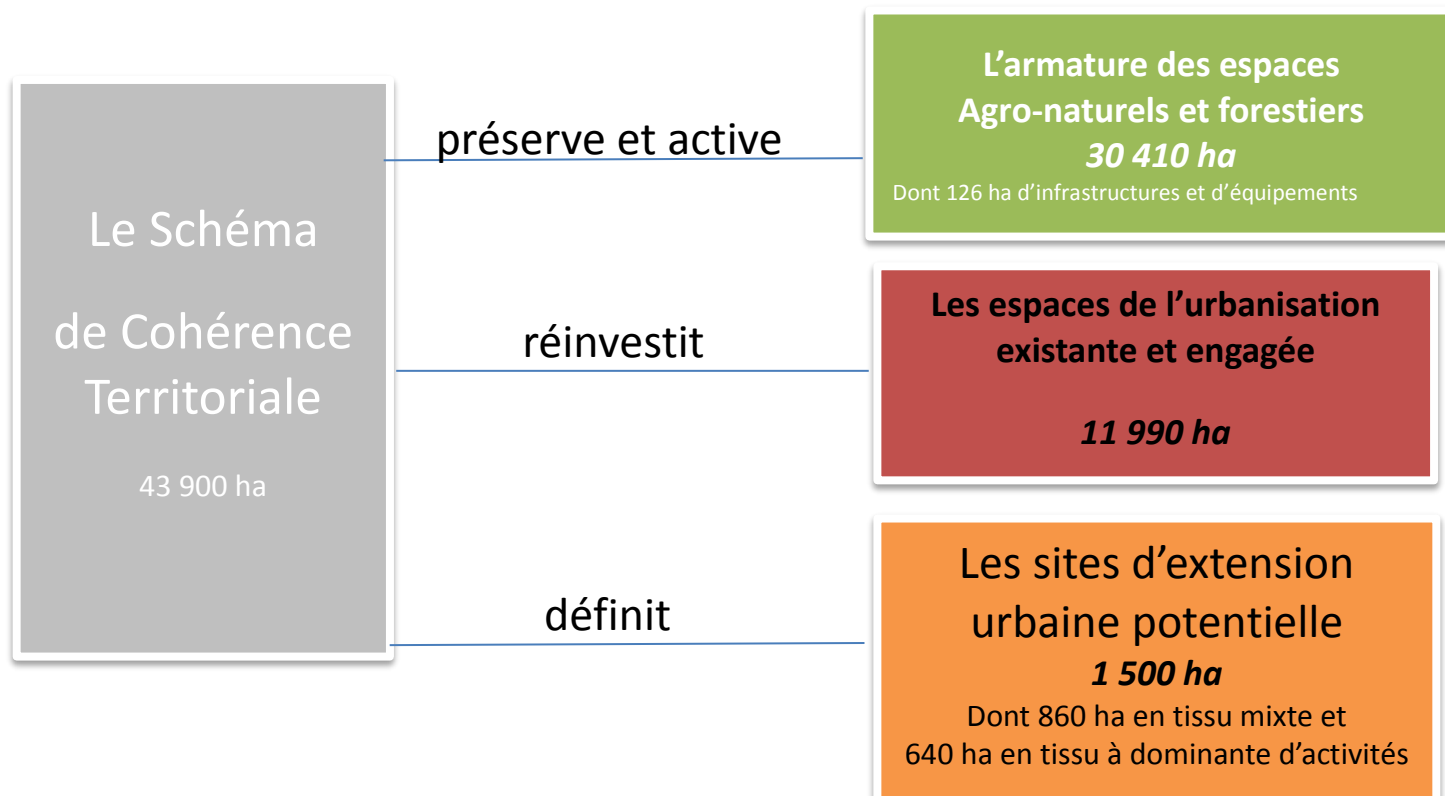 Le Schéma
de Cohérence
Territoriale
43 900 ha
préserve et active
L’armature des espaces
Agro-naturels et forestiers
30 410 ha
Dont 126 ha d’infrastructures et d’équipements
réinvestit
Les espaces de l’urbanisation
existante et engagée
11 990 ha
définit
Les sites d’extension
urbaine potentielle
1 500 ha
Dont 860 ha en tissu mixte et
640 ha en tissu à dominante d’activités